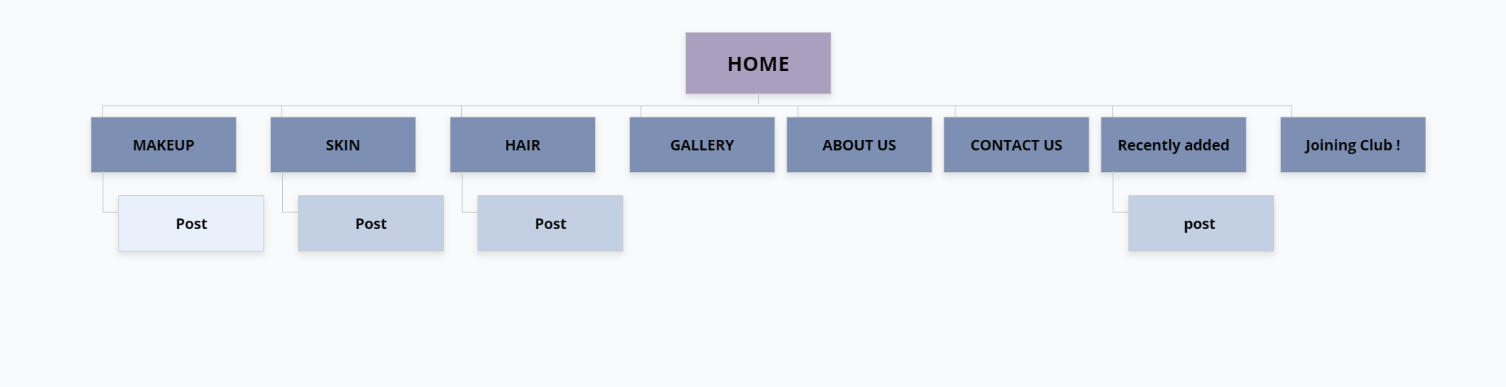 HOME
MAKEUP
SKIN
HAIR
GALLERY
ABOUT US
CONTACT US
Recently added
Joining Club !
Post
Post
Post
post